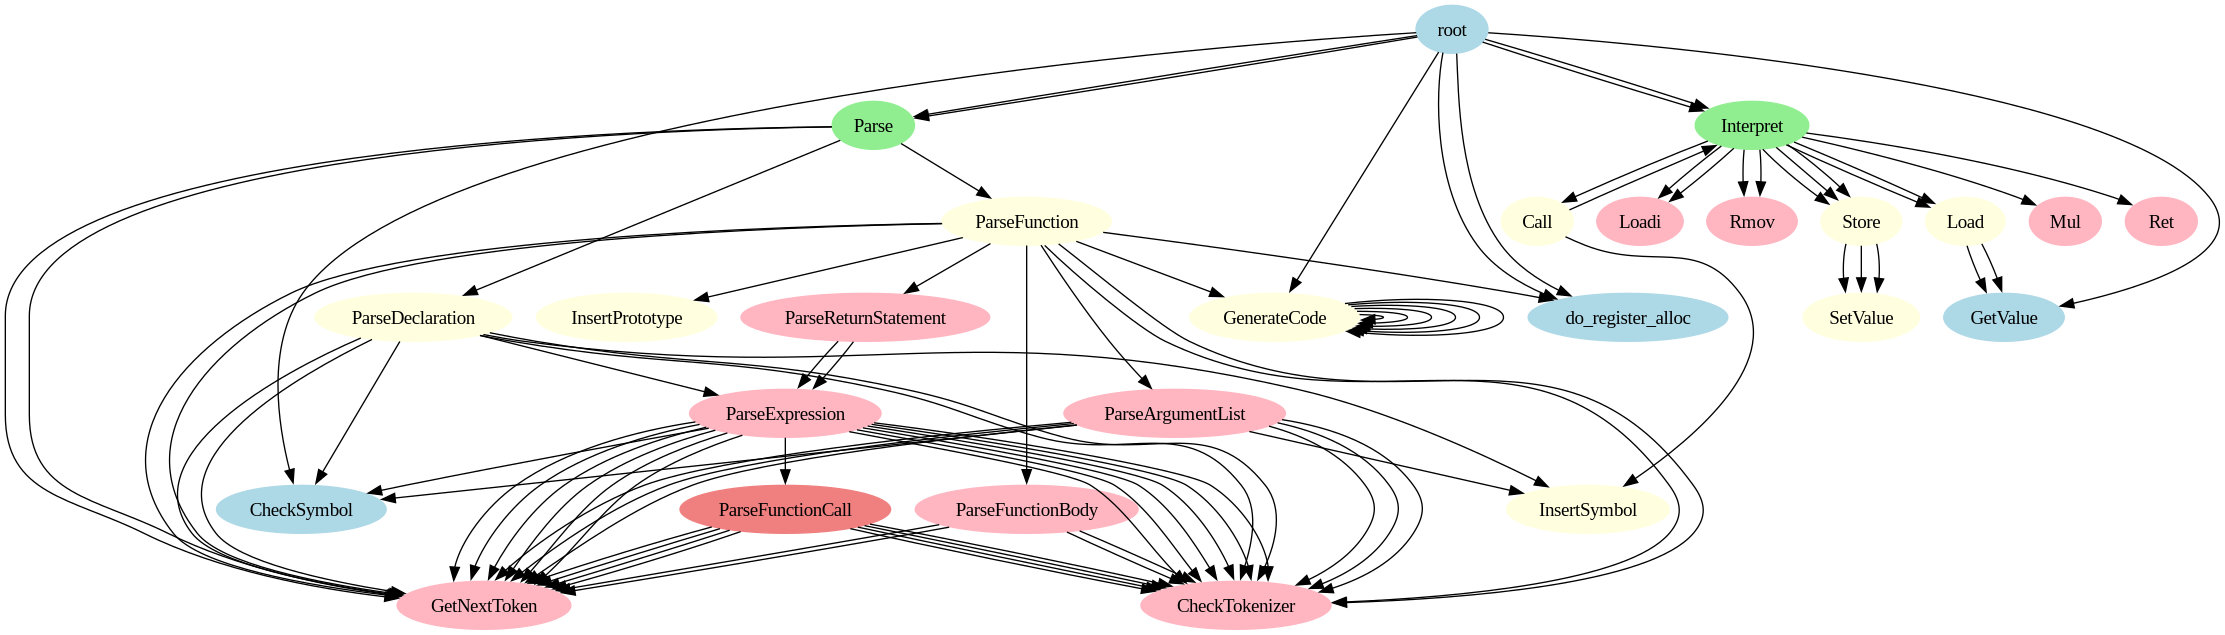 root
Parse
Interpret
ParseFunction
Call
Loadi
Rmov
Store
Load
Mul
Ret
ParseDeclaration
InsertPrototype
ParseReturnStatement
GenerateCode
do_register_alloc
SetValue
GetValue
ParseExpression
ParseArgumentList
CheckSymbol
ParseFunctionCall
ParseFunctionBody
InsertSymbol
GetNextToken
CheckTokenizer